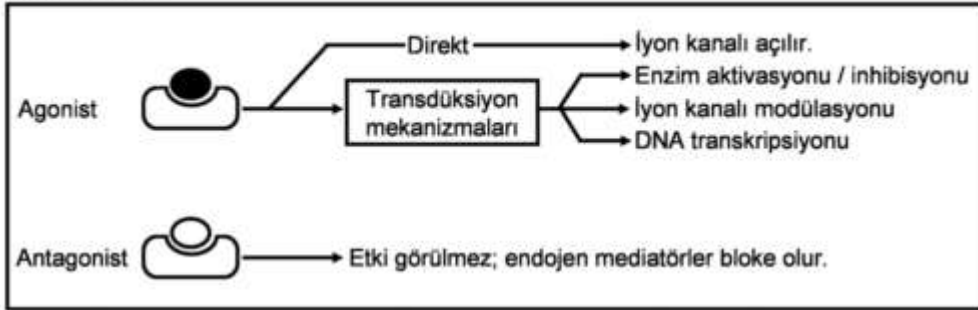 Direkt
İyon kanalı açılır.
Enzim aktivasyonu / inhibisyonu
Agonist
Transdüksiyon
mekanizmaları
İyon kanalı modülasyonu
DNA transkripsiyonu
Antagonist
Etki görülmez; endojen mediatörler bloke olur.